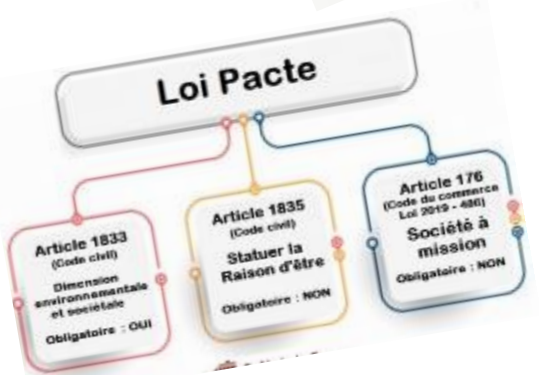 Loi Pacte
Article 1833
(Code civil)
Dimension
environnementale
et sociétale
Obligatoire : OUI
Article 1835
(Code civil)
Statuer la
Raison d'être
Obligatoire : NON
Article 176
(Code du commerce
Loi 2019 - 486)
Société à
mission
Obligatoire : NON